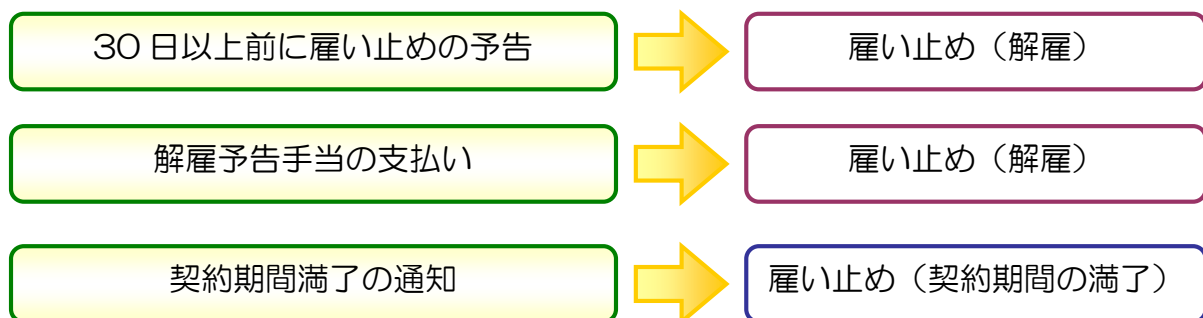 30日以上前に雇い止めの予告
雇い止め（解雇）
解雇予告手当の支払い
雇い止め（解雇）
契約期間満了の通知
雇い止め（契約期間の満了）